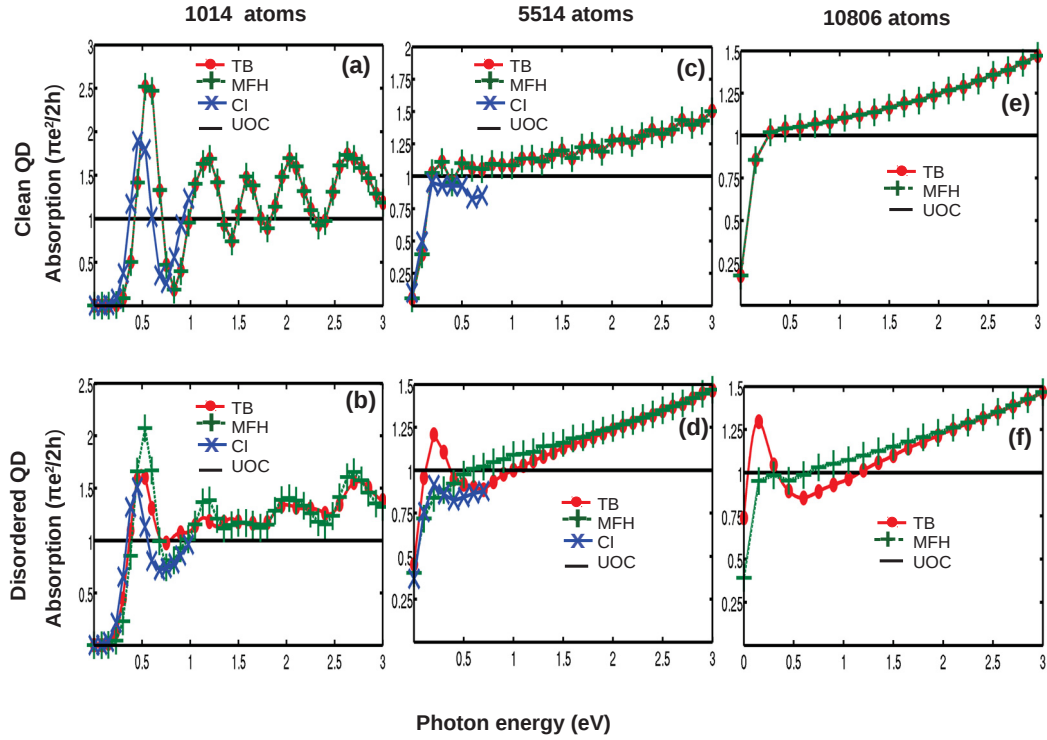 1014 atoms
5514 atoms
10806 atoms
Clean QD
Absorption (πe²/2h)
3
2.5
2
1.5
1
0.5
0.5
1
1.5
2
2.5
3
(a)
TB
MFH
CI
UOC
2
1.75
1.5
1.25
1
0.75
0.5
0.25
0.5
1
1.5
2
2.5
3
(c)
TB
MFH
CI
UOC
1.5
1.25
1
0.75
0.5
0.25
0
0.5
1
1.5
2
2.5
3
(e)
TB
MFH
UOC
Disordered QD
Absorption (πe²/2h)
2.5
2
1.5
1
0.5
0.5
1
1.5
2
2.5
3
(b)
TB
MFH
CI
UOC
1.5
1.25
1
0.75
0.5
0.25
0.5
1
1.5
2
2.5
3
(d)
TB
MFH
CI
UOC
1.5
1.25
1
0.75
0.5
0.25
0
0.5
1
1.5
2
2.5
3
(f)
TB
MFH
UOC
Photon energy (eV)